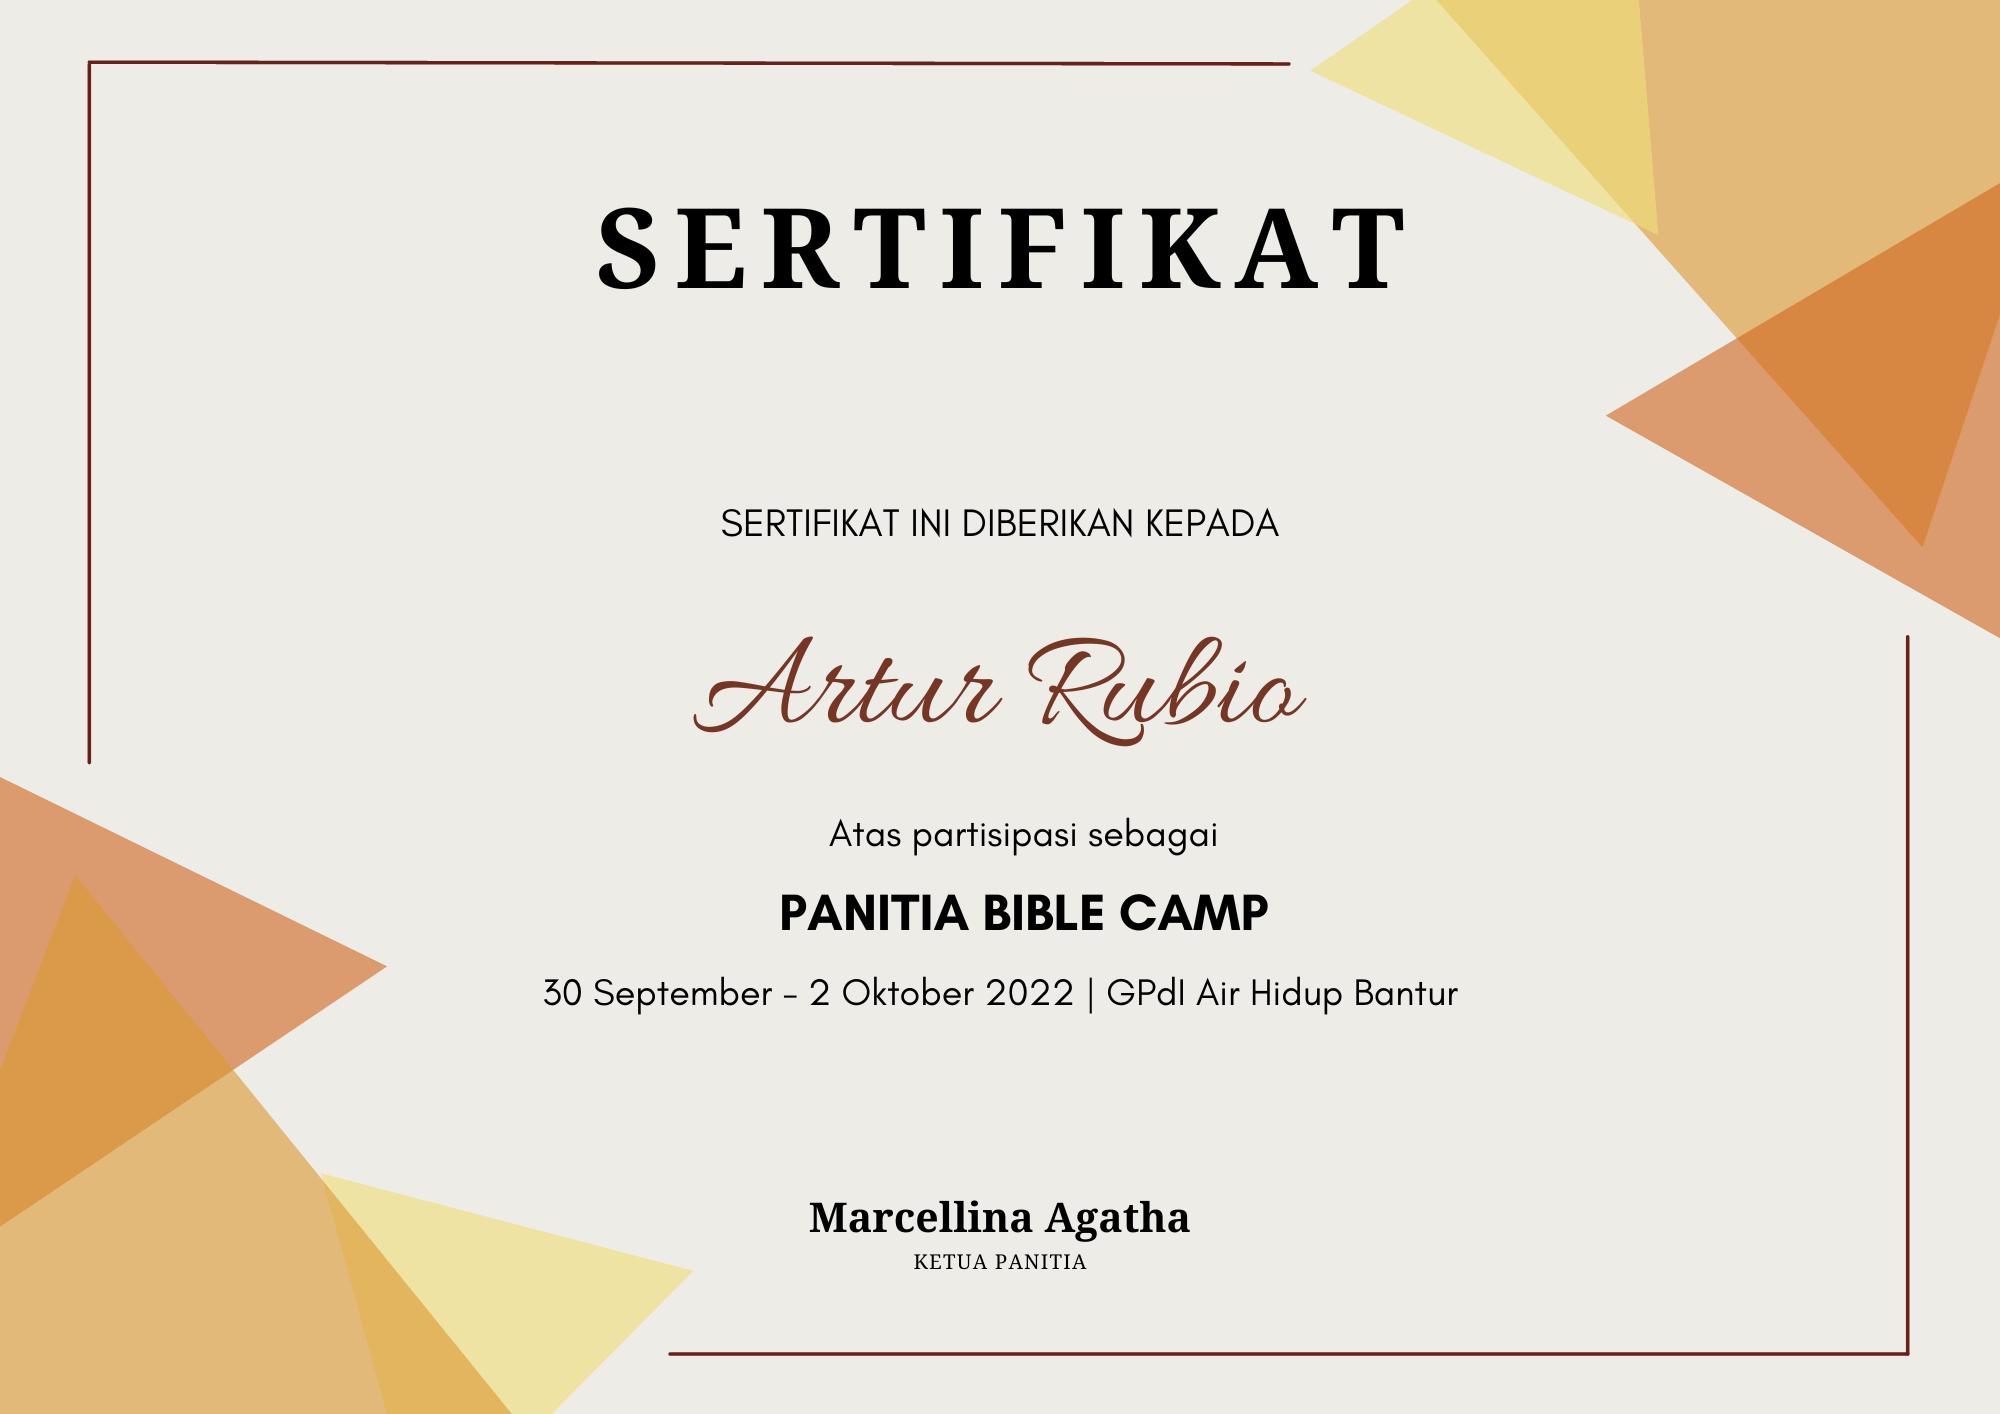 SERTIFIKAT
SERTIFIKAT INI DIBERIKAN KEPADA
Artur Rubio
Atas partisipasi sebagai
PANITIA BIBLE CAMP
30 September - 2 Oktober 2022 | GPdI Air Hidup Bantur
Marcellina Agatha
KETUA PANITIA